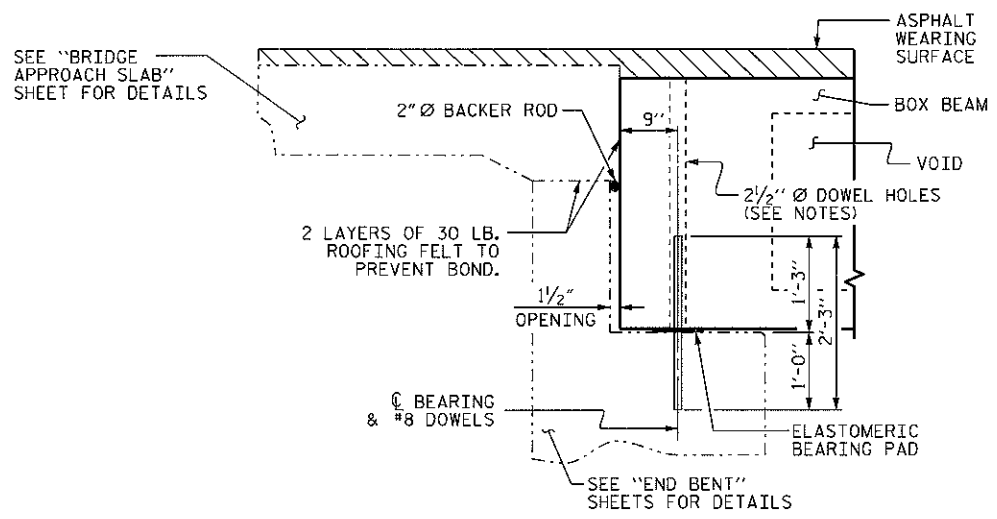 SEE "BRIDGE
APPROACH SLAB"
SHEET FOR DETAILS
ASPHALT
WEARING
SURFACE
2" Ø BACKER ROD
9"
BOX BEAM
VOID
2½" Ø DOWEL HOLES
(SEE NOTES)
2 LAYERS OF 30 LB.
ROOFING FELT TO
PREVENT BOND.
1½"
OPENING
1'-3"
2'-3"
1'-0"
℄ BEARING
& #8 DOWELS
ELASTOMERIC
BEARING PAD
SEE "END BENT"
SHEETS FOR DETAILS